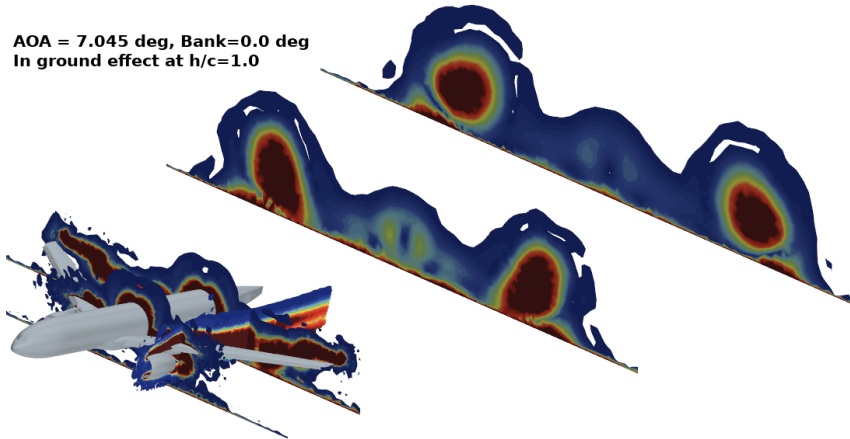 AOA = 7.045 deg, Bank=0.0 deg
In ground effect at h/c=1.0